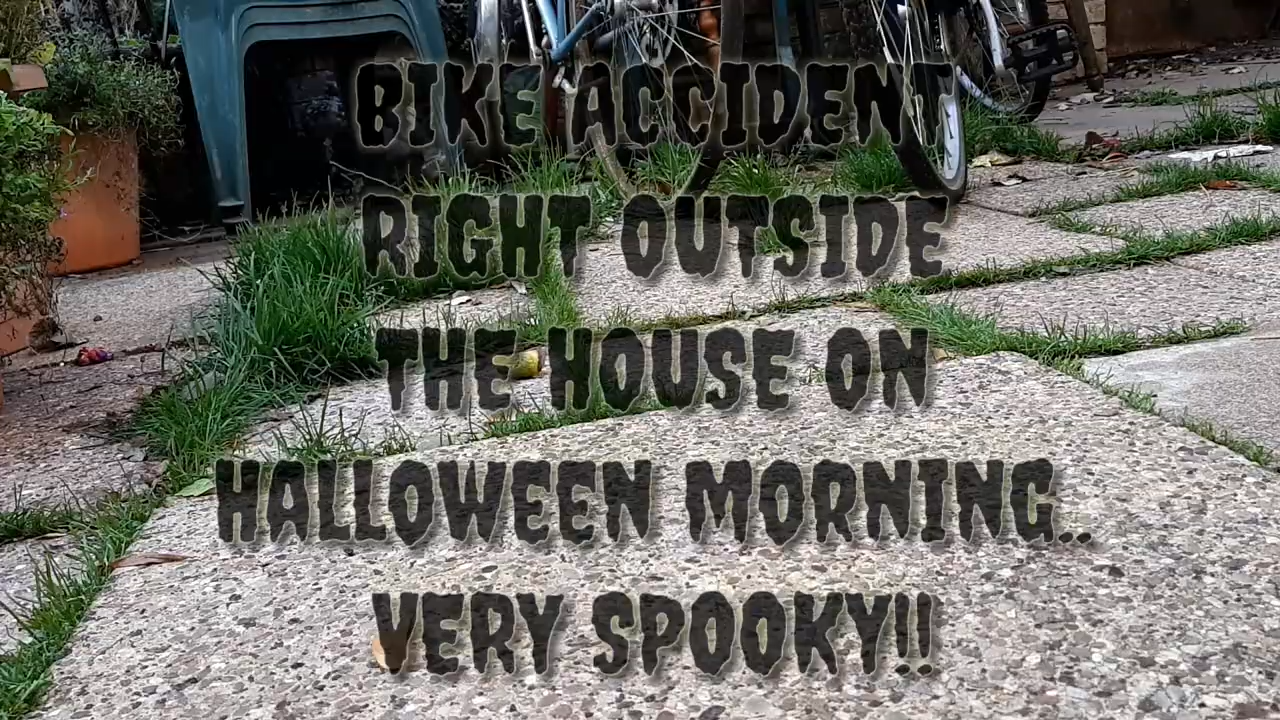 BIKE ACCIDENT
RIGHT OUTSIDE
THE HOUSE ON
HALLOWEEN MORNING..
VERY SPOOKY!!